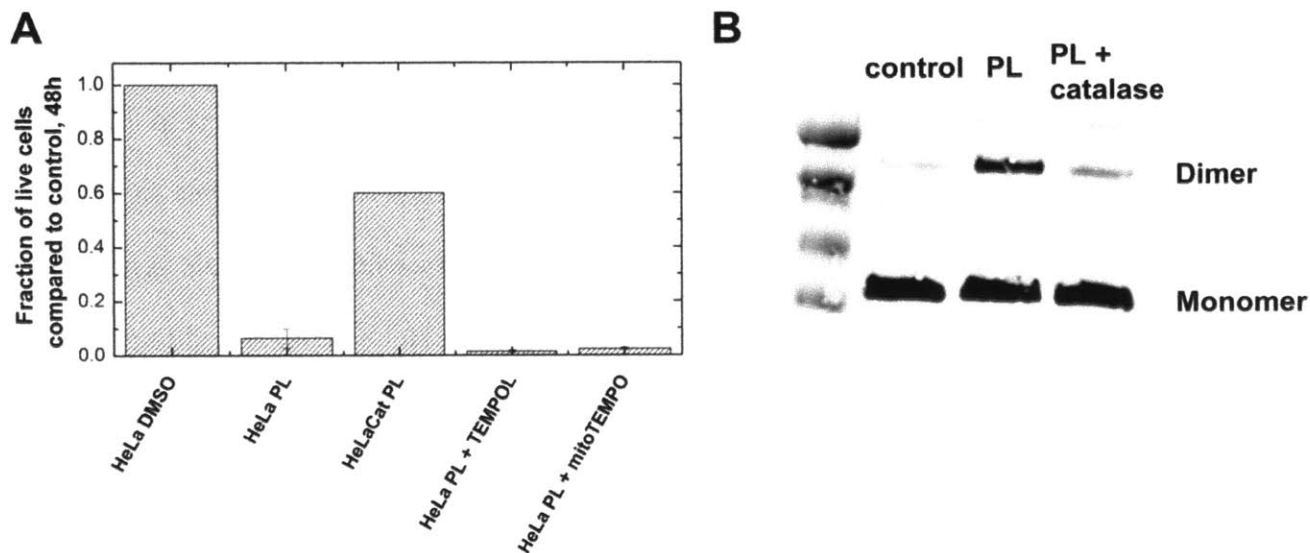 A
Fraction of live cells
compared to control, 48h
1.0
0.8
0.6
0.4
0.2
0.0
HeLa DMSO
HeLa PL
HeLaCat PL
HeLa PL + TEMPOL
HeLa PL + mitoTEMPO
B
control
PL
PL +
catalase
Dimer
Monomer